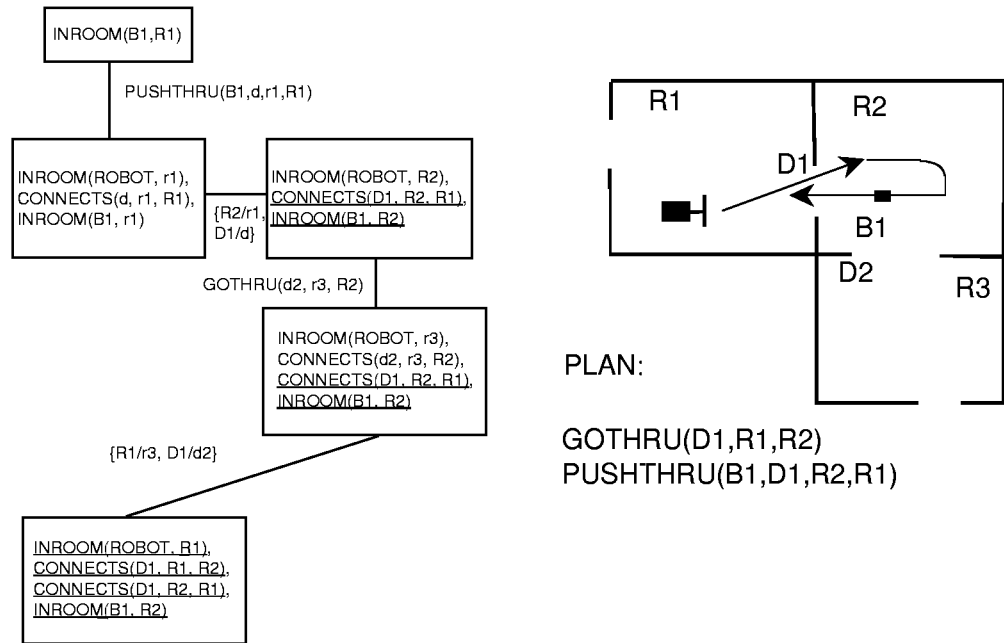 INROOM(B1,R1)
PUSHTHRU(B1,d,r1,R1)
INROOM(ROBOT, r1),
CONNECTS(d, r1, R1),
INROOM(B1, r1)
{R2/r1,
D1/d}
INROOM(ROBOT, R2),
CONNECTS(D1, R2, R1),
INROOM(B1, R2)
GOTHRU(d2, r3, R2)
INROOM(ROBOT, r3),
CONNECTS(d2, r3, R2),
CONNECTS(D1, R2, R1),
INROOM(B1, R2)
{R1/r3, D1/d2}
INROOM(ROBOT, R1),
CONNECTS(D1, R1, R2),
CONNECTS(D1, R2, R1),
INROOM(B1, R2)
R1
R2
D1
B1
D2
R3
PLAN:
GOTHRU(D1,R1,R2)
PUSHTHRU(B1,D1,R2,R1)